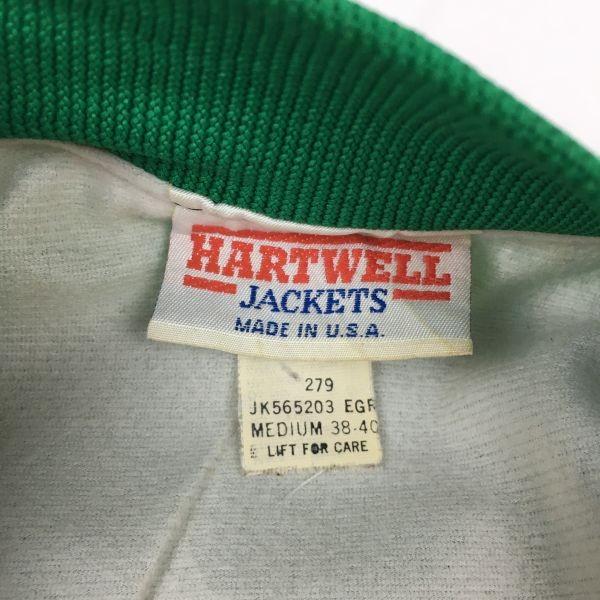 HARTWELL
JACKETS
MADE IN U.S.A.
279
JK565203 EGR
MEDIUM 38-40
LIFT FOR CARE